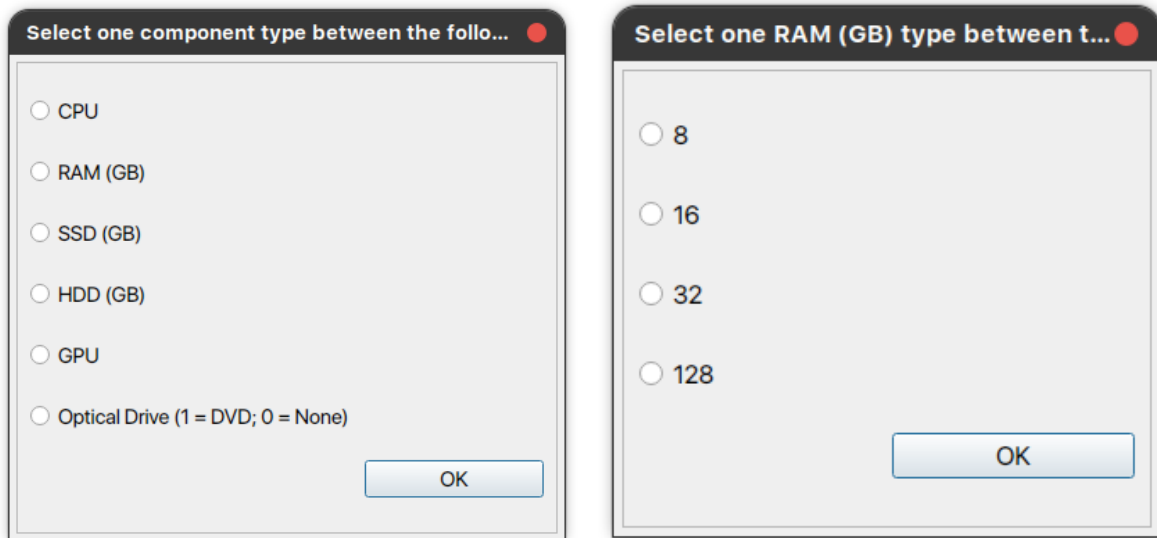 Select one component type between the follo...
CPU
RAM (GB)
SSD (GB)
HDD (GB)
GPU
Optical Drive (1 = DVD; 0 = None)
OK
Select one RAM (GB) type between t...
8
16
32
128
OK